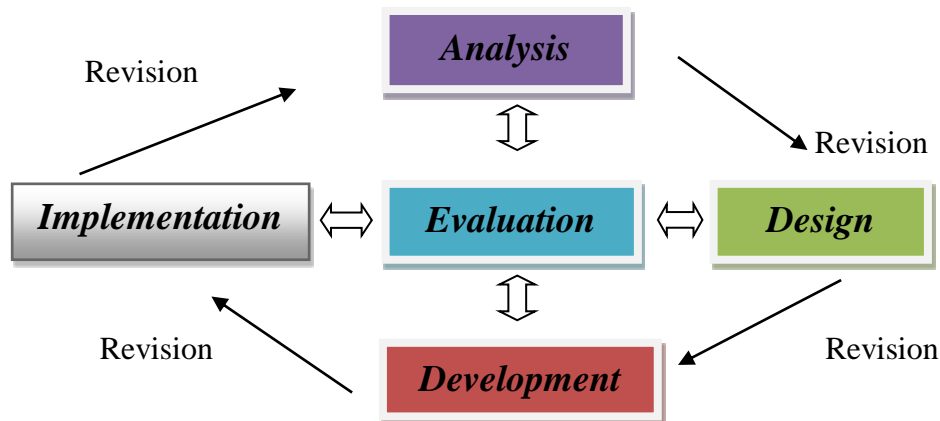 Analysis
Revision
Revision
Implementation
Evaluation
Design
Revision
Revision
Development